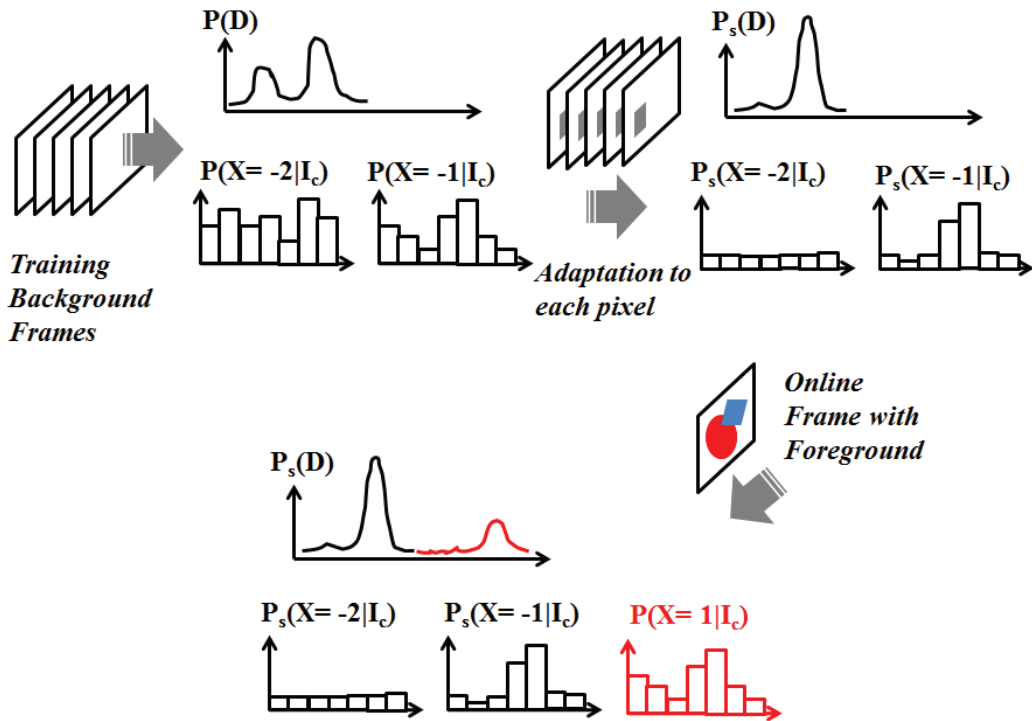 P(D)
P(X= -2|Ic) P(X= -1|Ic)
Training
Background
Frames
Ps(D)
Ps(X= -2|Ic) Ps(X= -1|Ic)
Adaptation to
each pixel
Online
Frame with
Foreground
Ps(D)
Ps(X= -2|Ic) Ps(X= -1|Ic) P(X= 1|Ic)